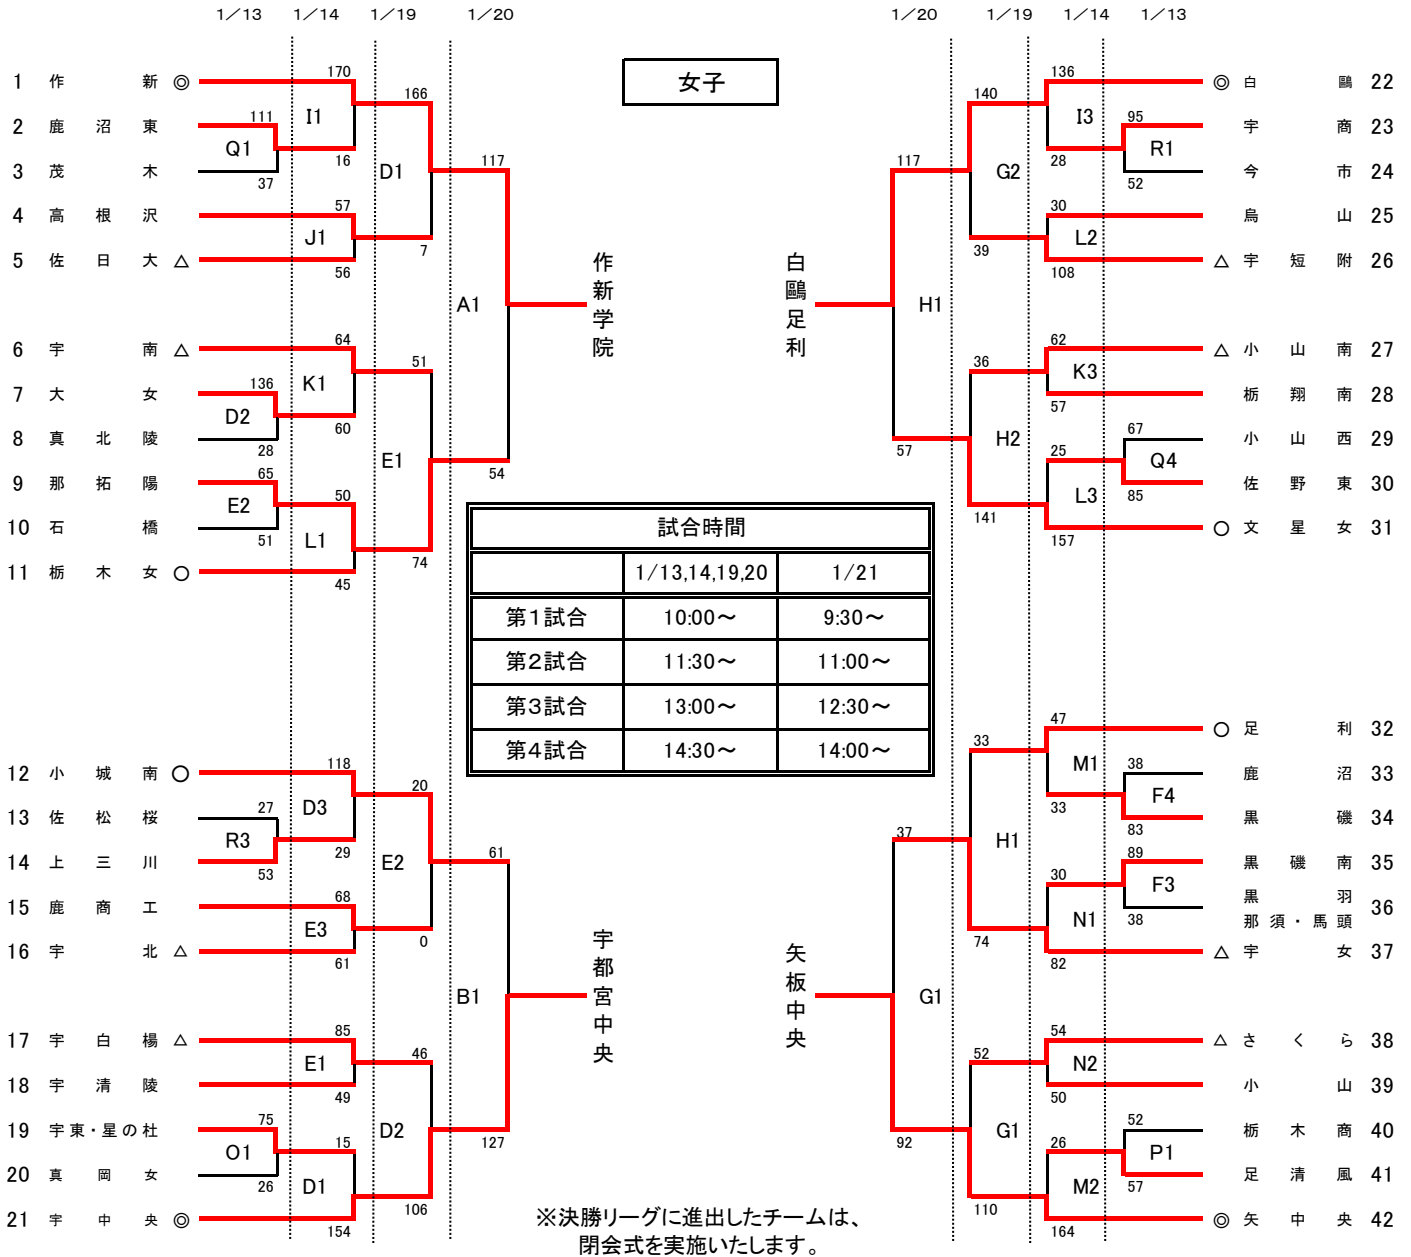 1／13 1／14 1／19 1／20 1／20 1／19 1／14 1／13
女子
1 作新 ◎
2 鹿沼東
3 茂木
4 高根沢
5 佐日大 △
6 宇南 △
7 大女
8 真北陵
9 那拓陽
10 石橋
11 栃木女 ○
12 小城南 ○
13 佐松桜
14 上三川
15 鹿商工
16 宇北 △
17 宇白楊 △
18 宇清陵
19 宇東・星の杜
20 真岡女
21 宇中央 ◎
111 Q1 37
136 D2 28
65 E2 51
27 R3 53
75 O1 26
170 I1 16
57 J1 56
64 K1 60
50 L1 45
118 D3 29
68 E3 61
85 E1 49
15 D1 154
166 D1 7
51 E1 74
20 E2 0
46 D2 106
117 A1 54
61 B1 127
作新学院
宇都宮中央
白鷗足利
矢板中央
117 H1 57
37 G1 92
140 G2 39
36 H2 141
33 H1 74
52 G1 110
136 I3 28
30 L2 108
62 K3 57
25 L3 157
47 M1 33
30 N1 82
54 N2 50
26 M2 164
95 R1 52
67 Q4 85
38 F4 83
89 F3 38
52 P1 57
◎ 白鷗 22
宇商 23
今市 24
烏山 25
△ 宇短附 26
△ 小山南 27
栃翔南 28
小山西 29
佐野東 30
○ 文星女 31
○ 足利 32
鹿沼 33
黒磯 34
黒磯南 35
黒羽
那須・馬頭 36
△ 宇女 37
△ さくら 38
小山 39
栃木商 40
足清風 41
◎ 矢中央 42
試合時間
1/13,14,19,20 1/21
第1試合 10:00～ 9:30～
第2試合 11:30～ 11:00～
第3試合 13:00～ 12:30～
第4試合 14:30～ 14:00～
※決勝リーグに進出したチームは、
閉会式を実施いたします。